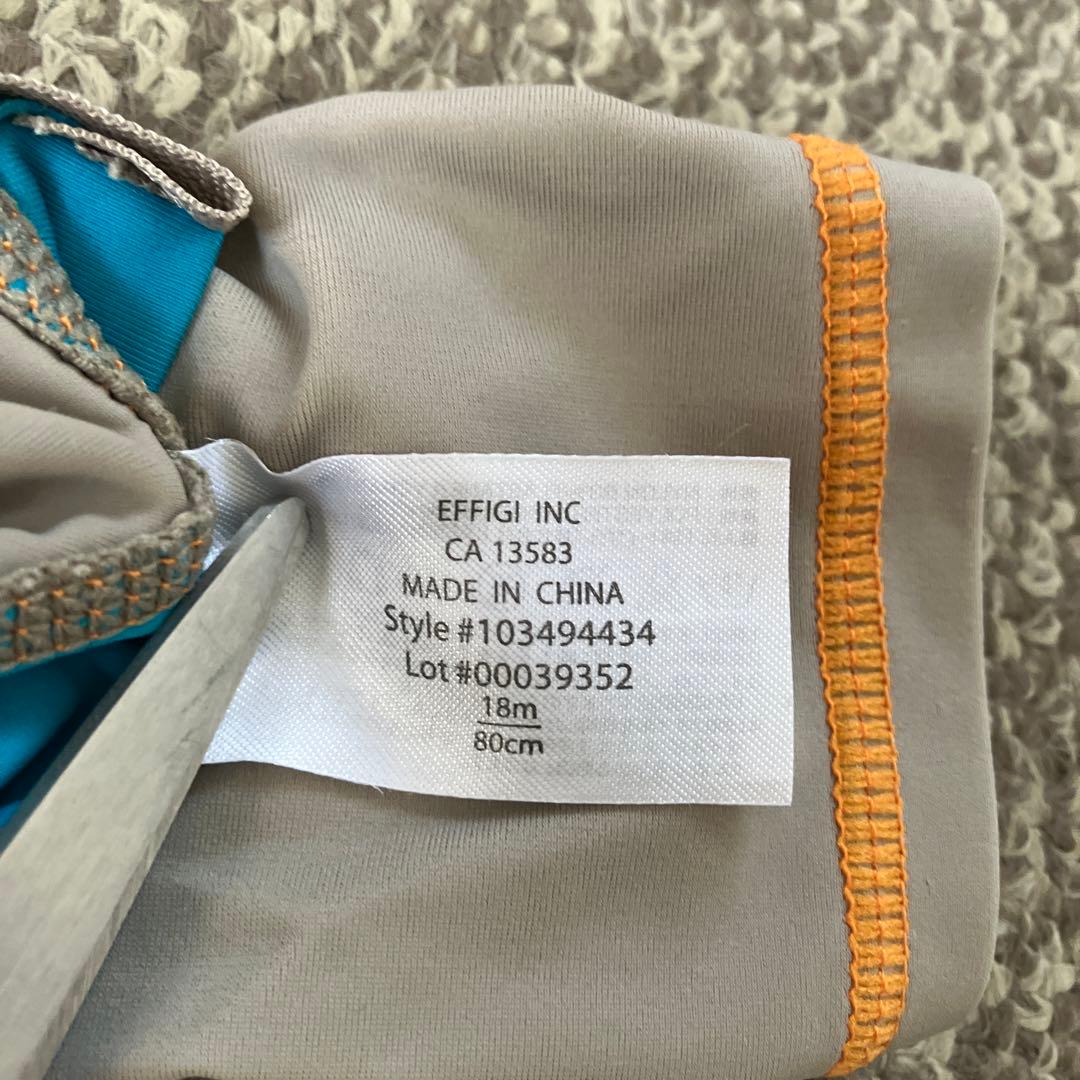 EFFIGI INC
CA 13583
MADE IN CHINA
Style #103494434
Lot #00039352
18m
80cm